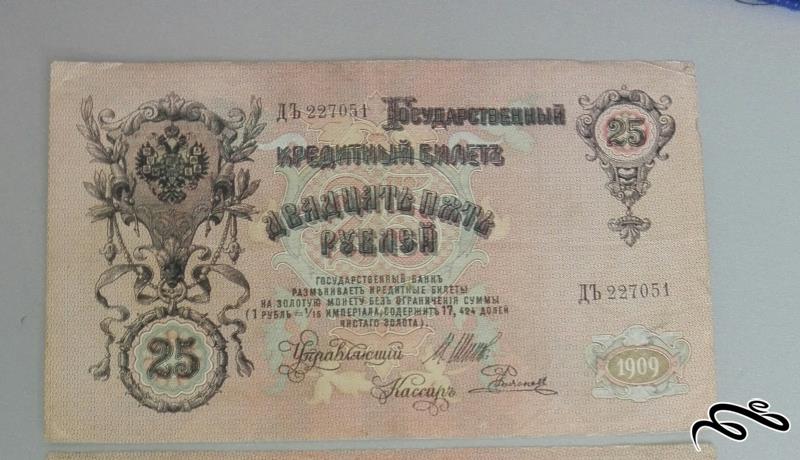 ДЪ 227051 Государственный
25
Кредитный Билетъ
Двадцать Пять
Рублей
Государственный Банкъ
размѣниваетъ кредитные билеты
на золотую монету безъ ограниченія суммы
(1 рубль = 1/15 имперіала, содержитъ 17,424 долей
чистаго золота).
ДЪ 227051
25
Управляющій
Кассиръ
1909